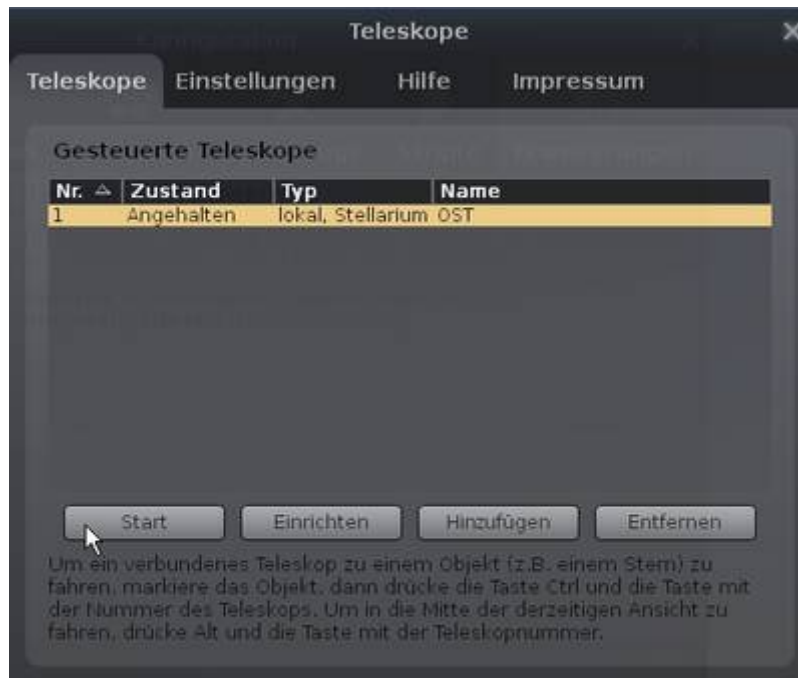 Teleskope
Teleskope Einstellungen Hilfe Impressum
Gesteuerte Teleskope
Nr. Zustand Typ Name
1 Angehalten lokal, Stellarium OST
Start Einrichten Hinzufügen Entfernen
Um ein verbundenes Teleskop zu einem Objekt (z.B. einem Stern) zu
fahren, markiere das Objekt, dann drücke die Taste Ctrl und die Taste mit
der Nummer des Teleskops. Um in die Mitte der derzeitigen Ansicht zu
fahren, drücke Alt und die Taste mit der Teleskopnummer.